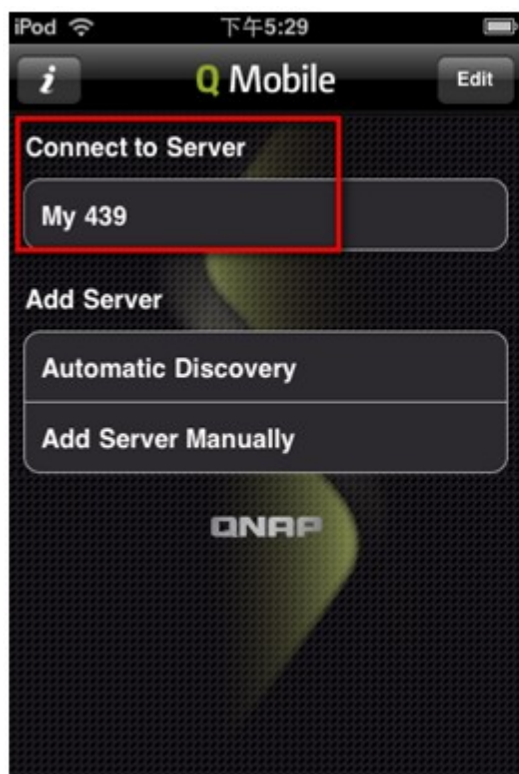 iPod 下午5:29
i Q Mobile Edit
Connect to Server
My 439
Add Server
Automatic Discovery
Add Server Manually
QNAP